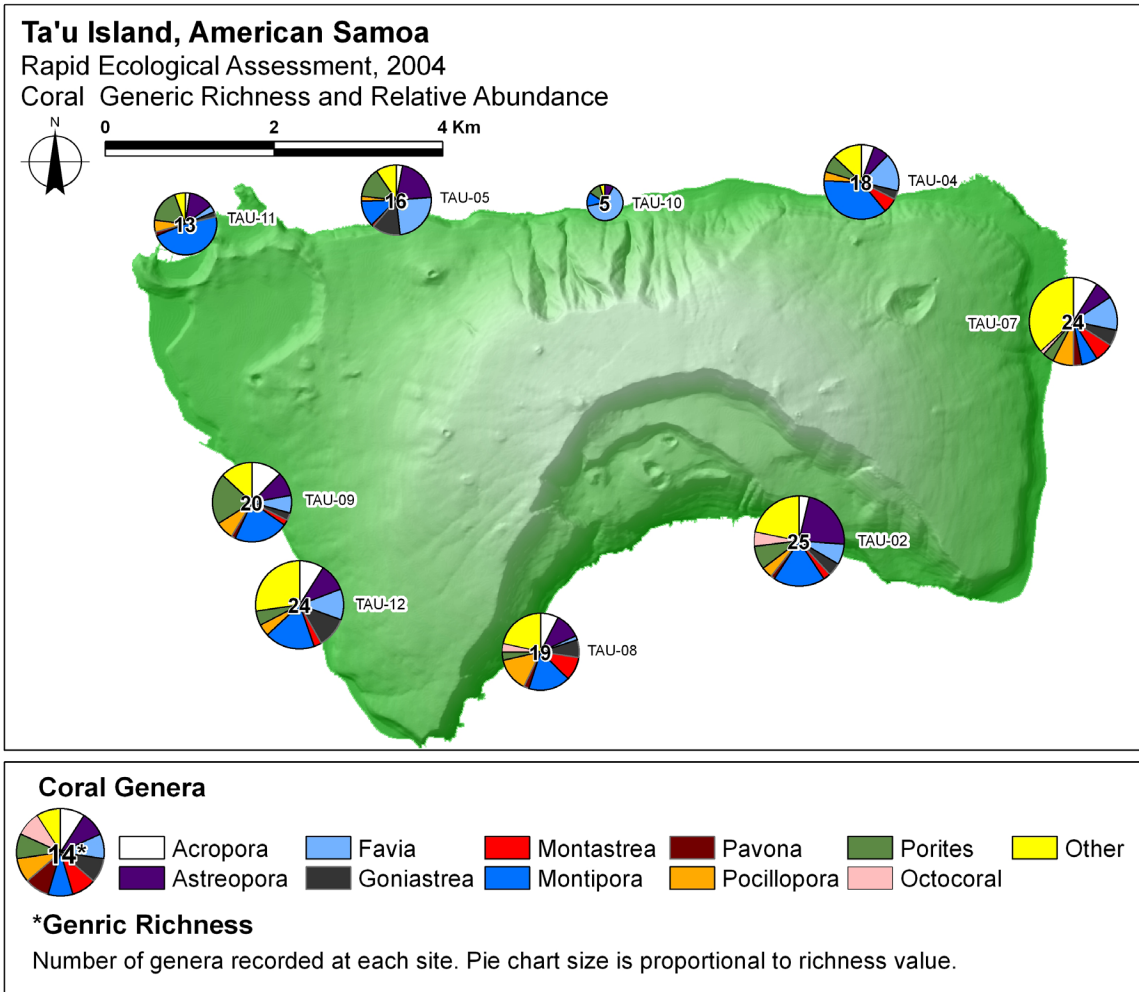 Ta'u Island, American Samoa
Rapid Ecological Assessment, 2004
Coral Generic Richness and Relative Abundance
N
0 2 4 Km
13
TAU-11
16
TAU-05
5
TAU-10
18
TAU-04
TAU-07
24
20
TAU-09
25
TAU-02
24
TAU-12
19
TAU-08
Coral Genera
14*
Acropora Favia Montastrea Pavona Porites Other
Astreopora Goniastrea Montipora Pocillopora Octocoral
*Genric Richness
Number of genera recorded at each site. Pie chart size is proportional to richness value.